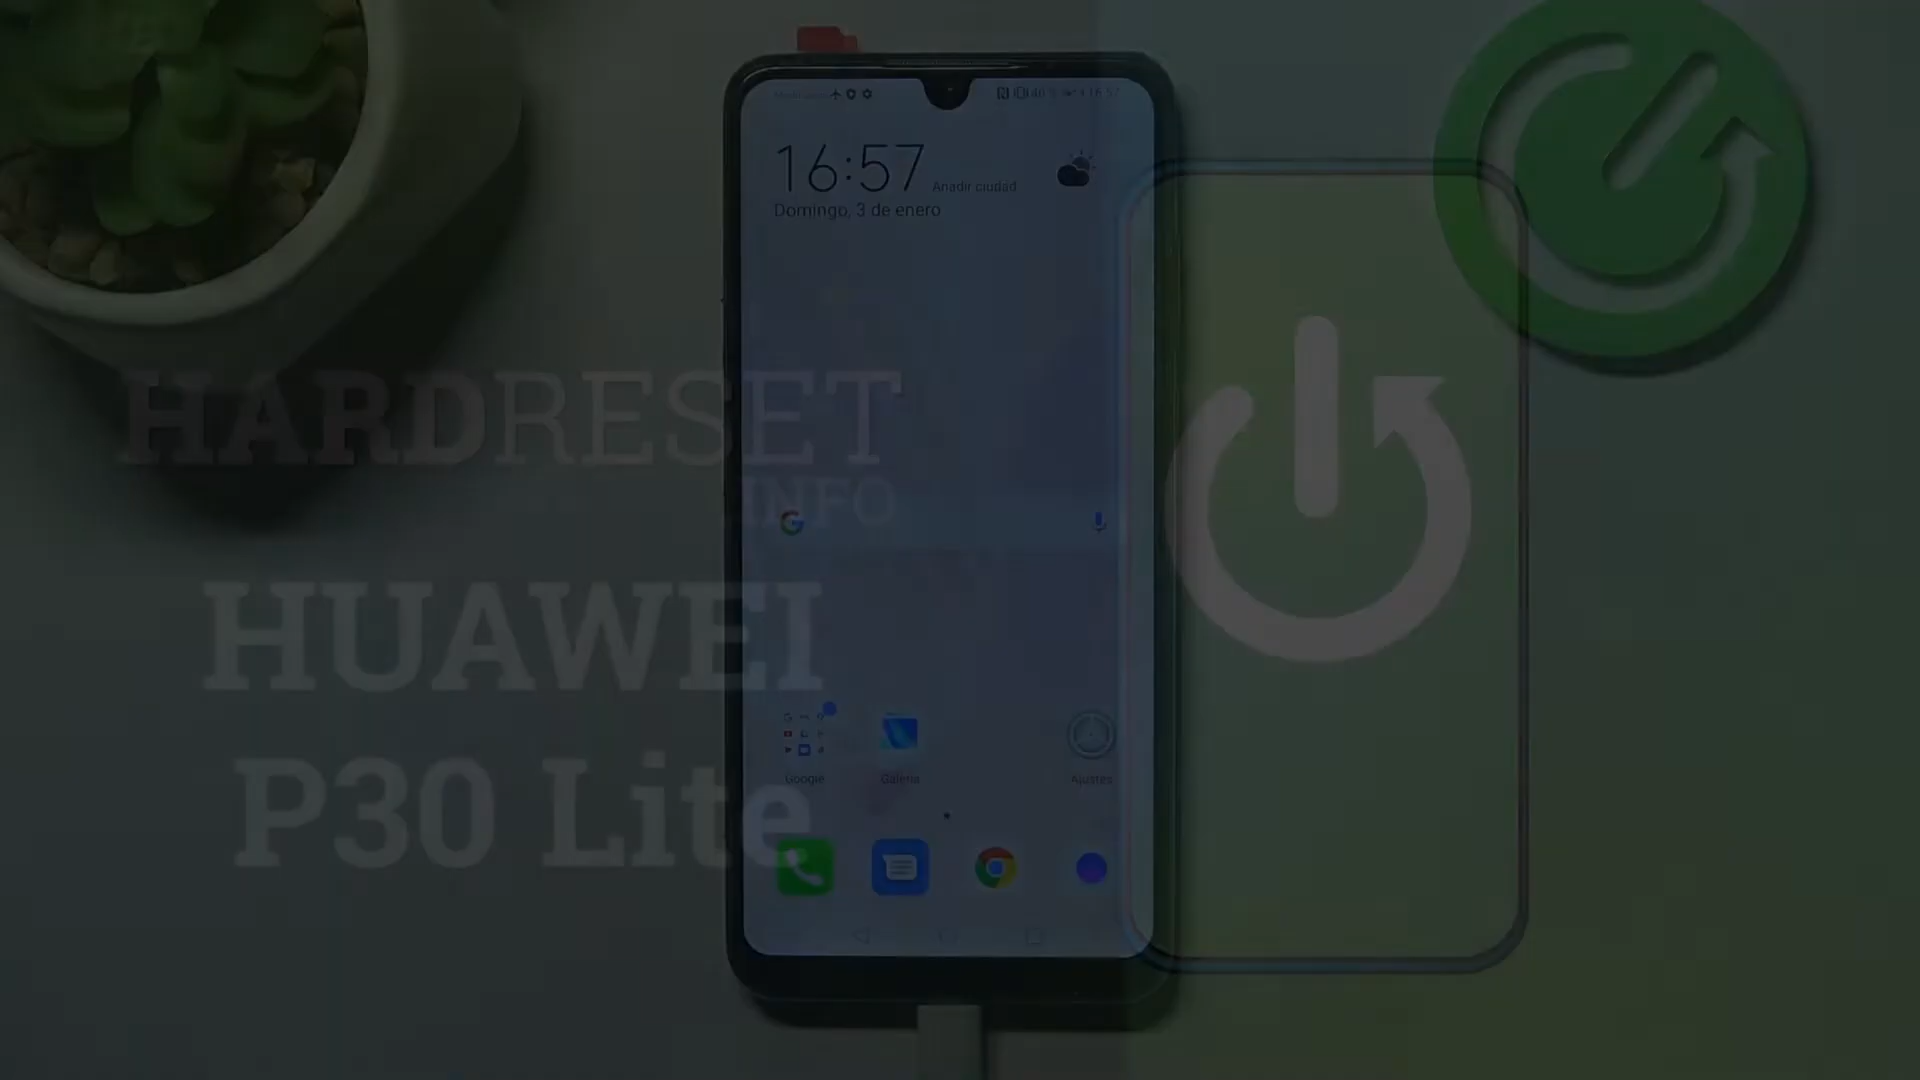 16:57
Añadir ciudad
Domingo, 3 de enero
HARDRESET
.INFO
HUAWEI
P30 Lite
Google
Galería
Ajustes